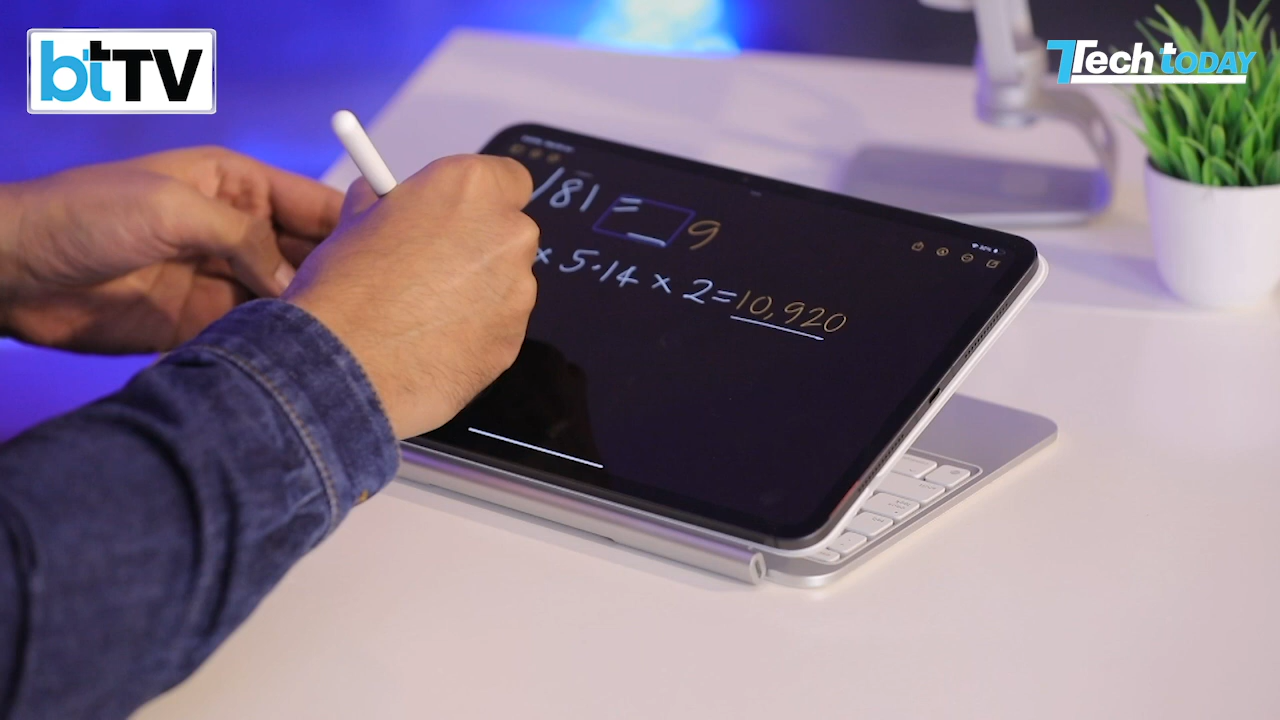 btTV
Tech today
√81 = 9
x 5.14 x 2 = 10,920